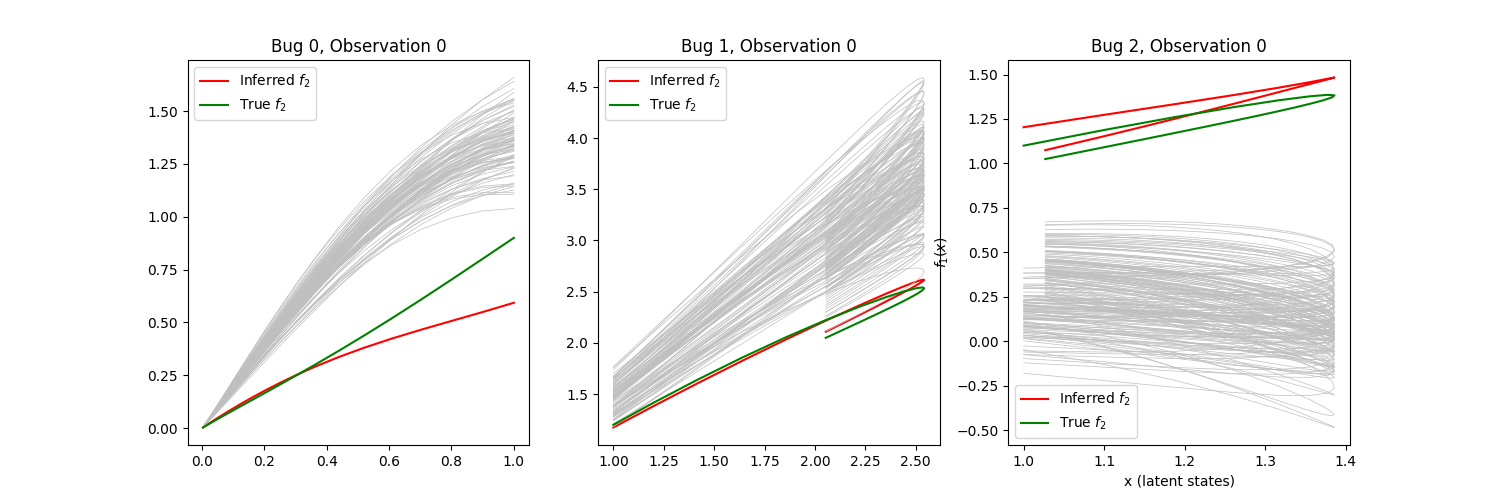 Bug 0, Observation 0
Inferred f₂
True f₂
1.50
1.25
1.00
0.75
0.50
0.25
0.00
0.0 0.2 0.4 0.6 0.8 1.0
Bug 1, Observation 0
Inferred f₂
True f₂
4.5
4.0
3.5
3.0
2.5
2.0
1.5
1.00 1.25 1.50 1.75 2.00 2.25 2.50
Bug 2, Observation 0
f₁(x)
1.50
1.25
1.00
0.75
0.50
0.25
0.00
−0.25
−0.50
Inferred f₂
True f₂
1.0 1.1 1.2 1.3 1.4
x (latent states)